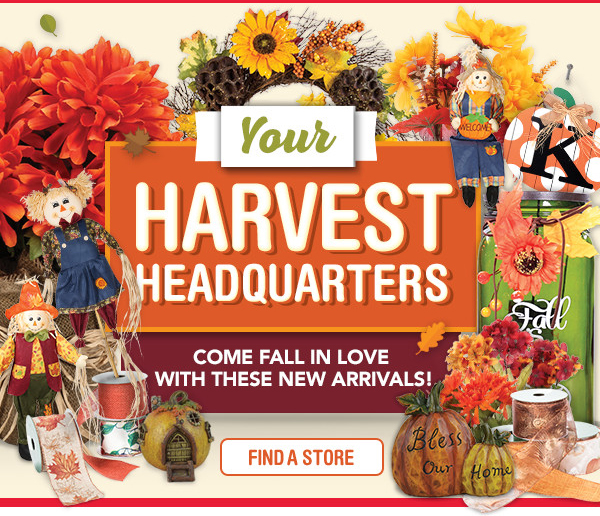 Your
HARVEST
HEADQUARTERS
COME FALL IN LOVE
WITH THESE NEW ARRIVALS!
FIND A STORE
WELCOME
K
Fall
Bless
Our
Home